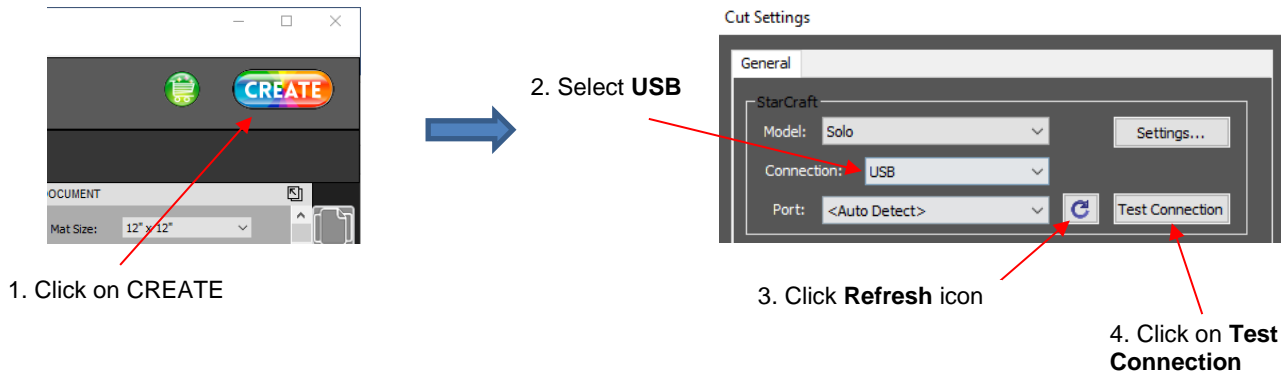 CREATE
DOCUMENT
Mat Size: 12" x 12"
1. Click on CREATE
2. Select USB
Cut Settings
General
StarCraft
Model: Solo Settings...
Connection: USB
Port: <Auto Detect> Test Connection
3. Click Refresh icon
4. Click on Test
Connection